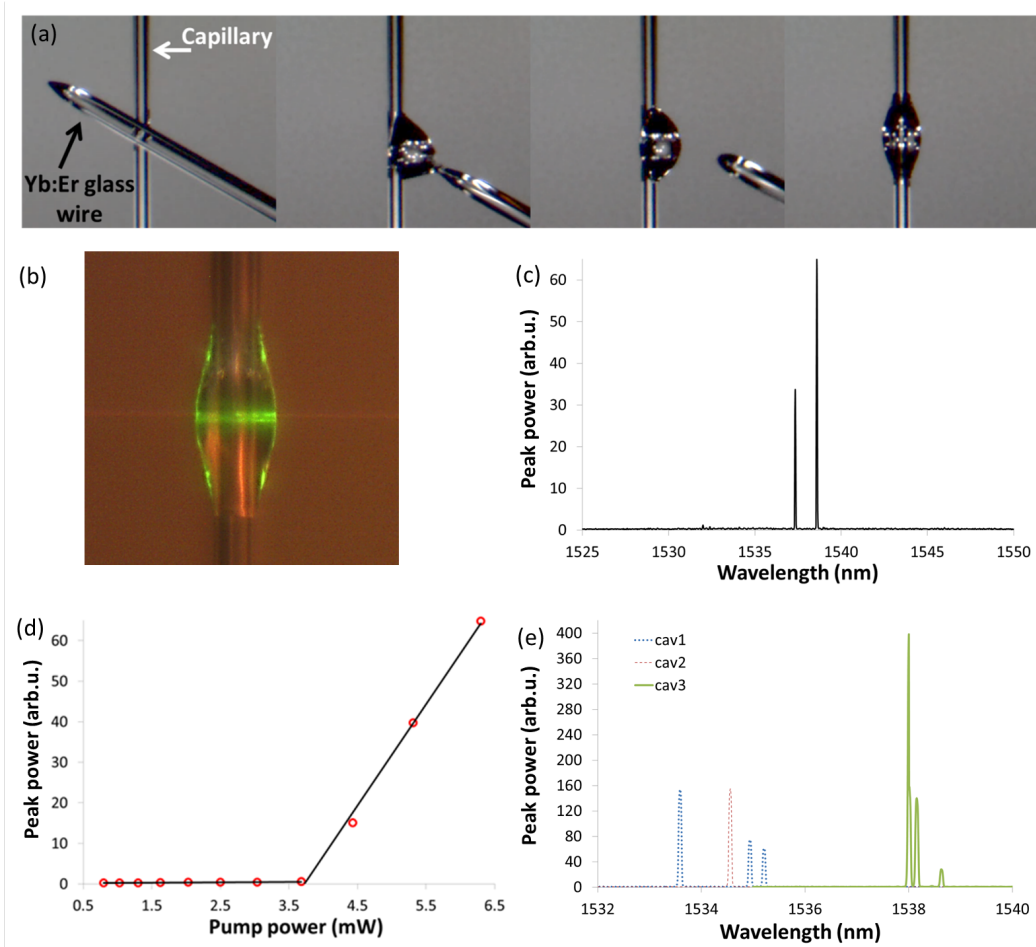 (a)
Capillary
Yb:Er glass
wire
(b)
(c)
Peak power (arb.u.)
60
50
40
30
20
10
0
1525
1530
1535
1540
1545
1550
Wavelength (nm)
(d)
Peak power (arb.u.)
60
50
40
30
20
10
0
0.5
1.5
2.5
3.5
4.5
5.5
6.5
Pump power (mW)
(e)
Peak power (arb.u.)
400
360
320
280
240
200
160
120
80
40
0
cav1
cav2
cav3
1532
1534
1536
1538
1540
Wavelength (nm)